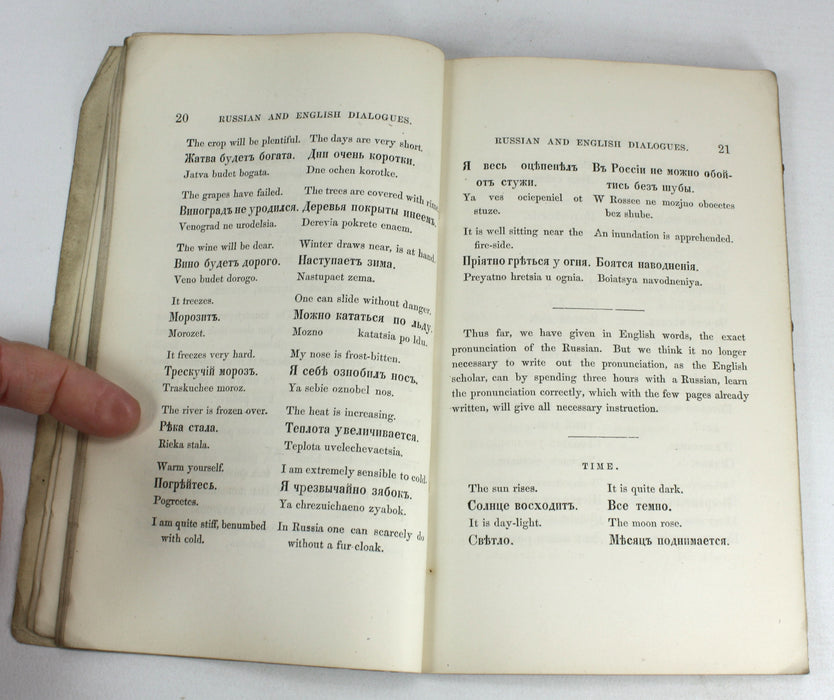 20 RUSSIAN AND ENGLISH DIALOGUES.
The crop will be plentiful.
Жатва будетъ богата.
Jatva budet bogata.
The grapes have failed.
Виноградъ не уродился.
Venograd ne urodelsia.
The wine will be dear.
Вино будетъ дорого.
Veno budet dorogo.
It freezes.
Морозитъ.
Morozet.
It freezes very hard.
Трескучій морозъ.
Traskuchee moroz.
The river is frozen over.
Рѣка стала.
Rieka stala.
Warm yourself.
Погрѣйтесь.
Pogreetes.
I am quite stiff, benumbed
with cold.
The days are very short.
Дни очень коротки.
Dne ochen korotke.
The trees are covered with rime.
Деревья покрыты инеемъ.
Derevia pokrete enaem.
Winter draws near, is at hand.
Наступаетъ зима.
Nastupaet zema.
One can slide without danger.
Можно кататься по льду.
Mozno katatsia po ldu.
My nose is frost-bitten.
Я себѣ ознобилъ носъ.
Ya sebie oznobel nos.
The heat is increasing.
Теплота увеличивается.
Teplota uvelechevaetsia.
I am extremely sensible to cold.
Я чрезвычайно зябокъ.
Ya chrezuichaeno zyabok.
In Russia one can scarcely do
without a fur cloak.
RUSSIAN AND ENGLISH DIALOGUES. 21
Я весь оцѣпенѣлъ
отъ стужи.
Ya ves ociepeniel ot
stuze.
It is well sitting near the
fire-side.
Пріятно грѣться у огня.
Preyatno hretsia u ognia.
Въ Россіи не можно обой-
тись безъ шубы.
W Rossee ne mozjno oboectes
bez shube.
An inundation is apprehended.
Боятся наводненія.
Boiatsya navodneniya.
Thus far, we have given in English words, the exact
pronunciation of the Russian. But we think it no longer
necessary to write out the pronunciation, as the English
scholar, can by spending three hours with a Russian, learn
the pronunciation correctly, which with the few pages already
written, will give all necessary instruction.
TIME.
The sun rises.
Солнце восходитъ.
It is day-light.
Свѣтло.
It is quite dark.
Все темно.
The moon rose.
Мѣсяцъ поднимается.